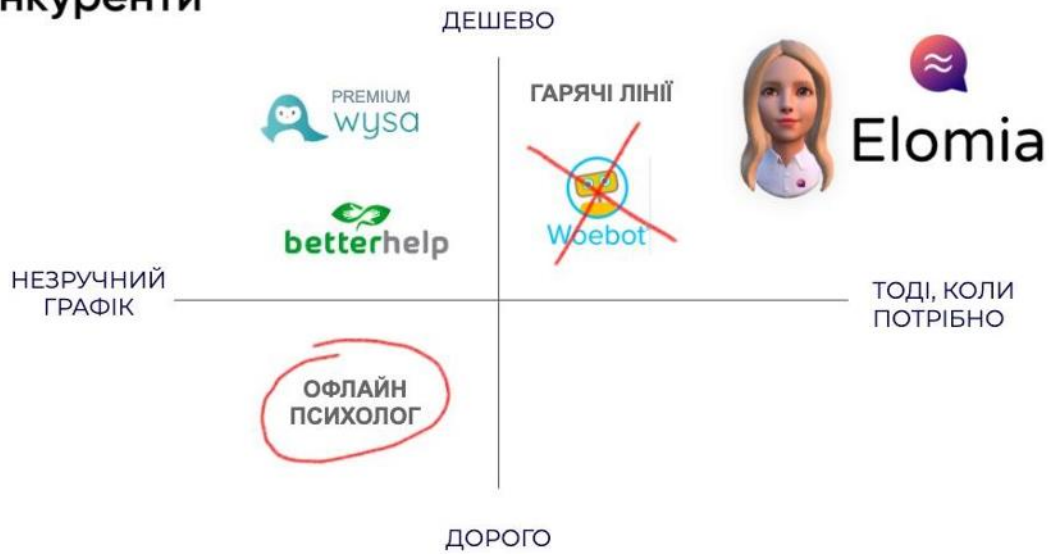 нкуренти
ДЕШЕВО
PREMIUM
wysa
ГАРЯЧІ ЛІНІЇ
Elomia
betterhelp
Woebot
НЕЗРУЧНИЙ
ГРАФІК
ТОДІ, КОЛИ
ПОТРІБНО
ОФЛАЙН
ПСИХОЛОГ
ДОРОГО